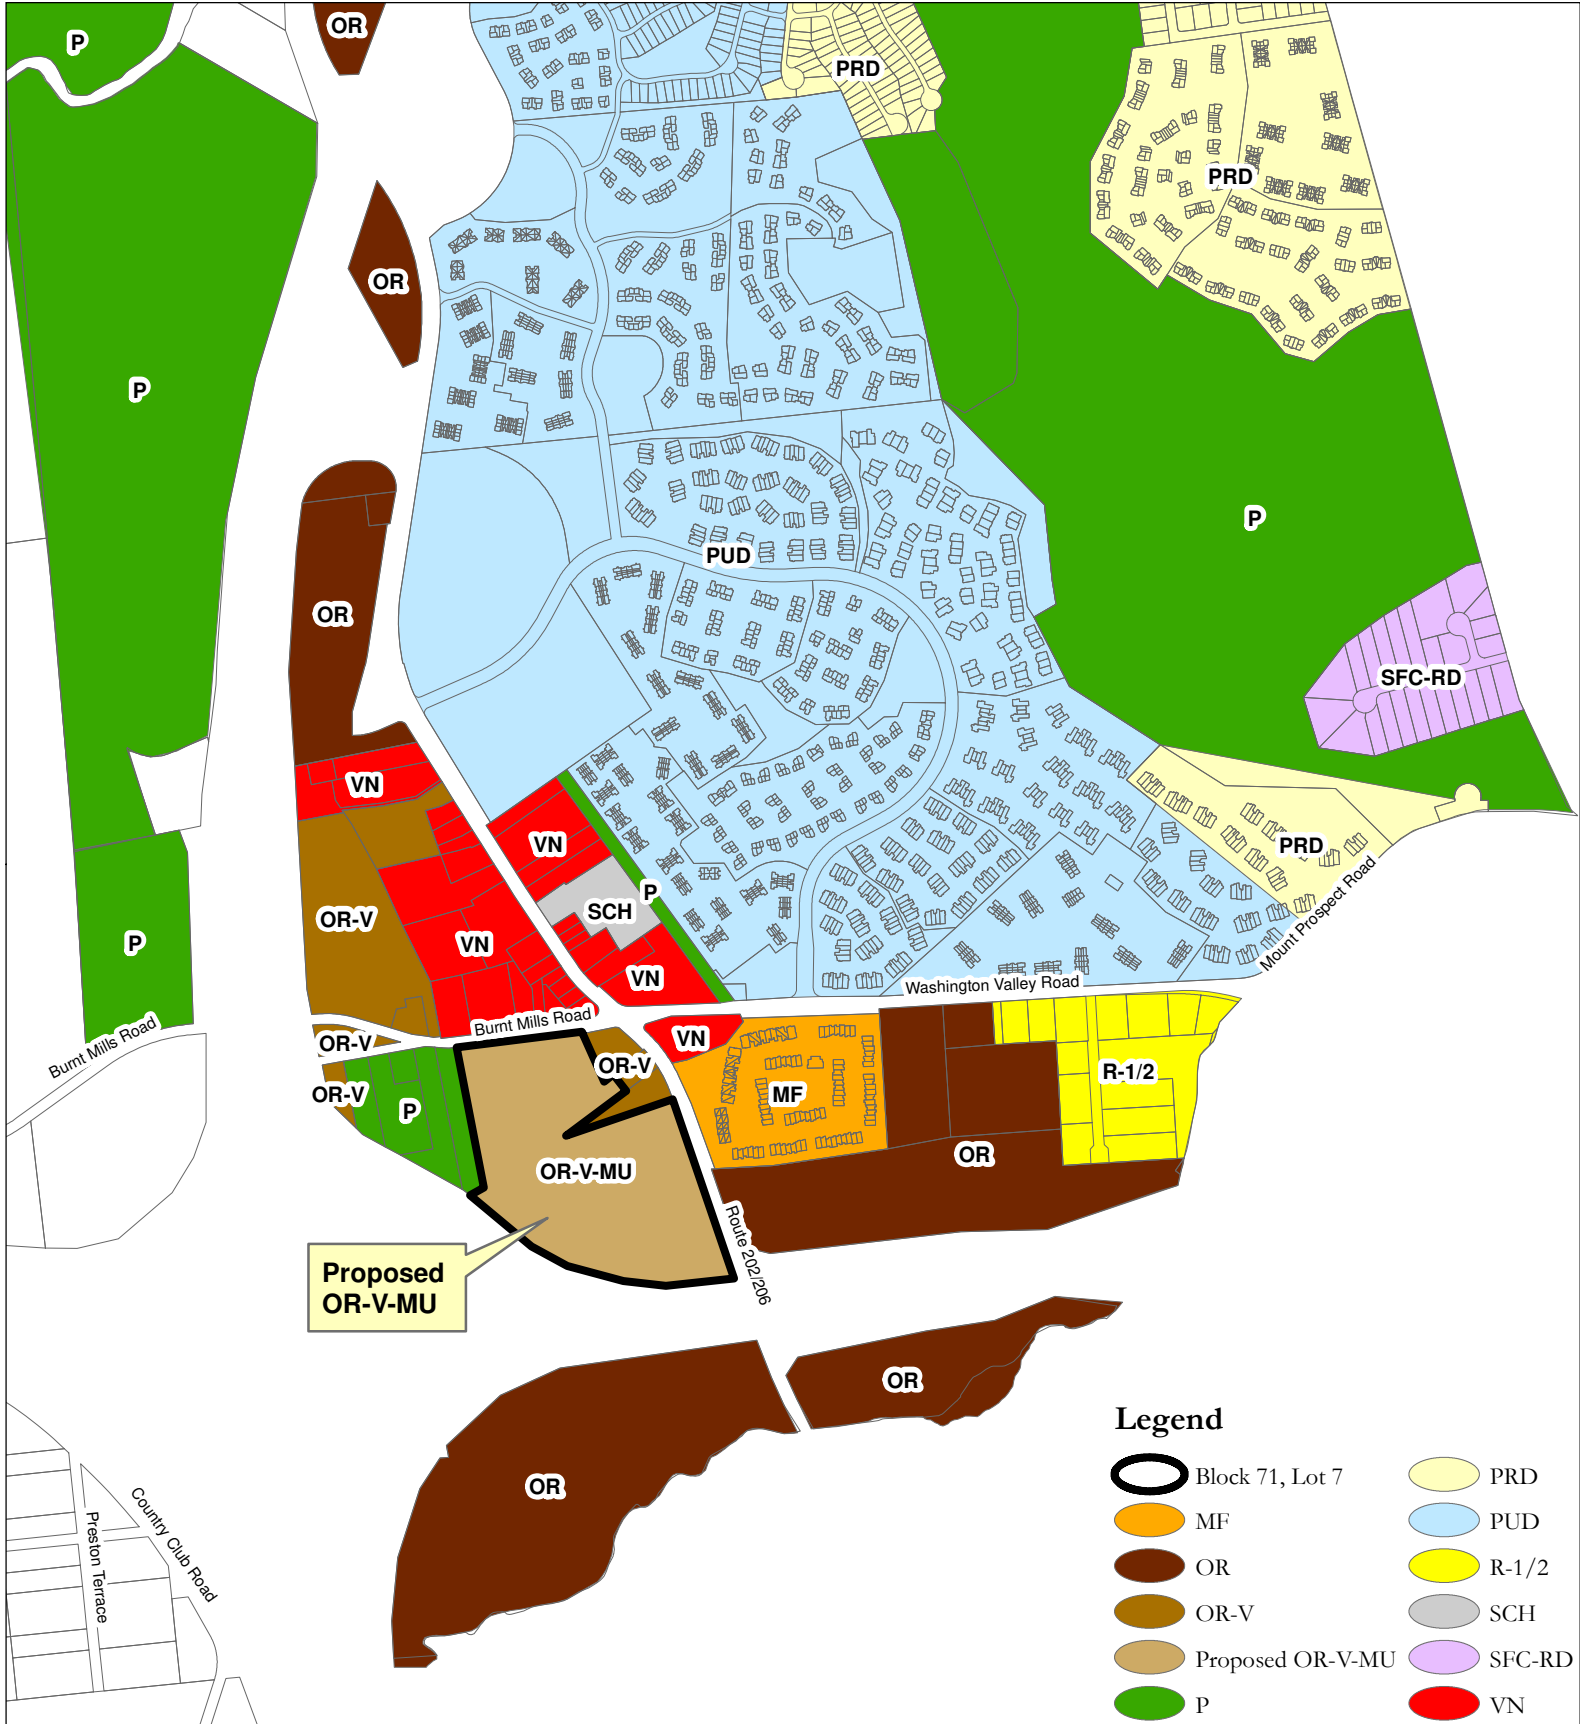 P
OR
PRD
PRD
OR
P
P
PUD
OR
SFC-RD
VN
VN
PRD
P
SCH
OR-V
VN
P
VN
Mount Prospect Road
Washington Valley Road
Burnt Mills Road
VN
OR-V
Burnt Mills Road
OR-V
OR-V
P
MF
R-1/2
OR
OR-V-MU
Route 202/206
Proposed
OR-V-MU
OR
OR
Country Club Road
Preston Terrace
Legend
Block 71, Lot 7
MF
OR
OR-V
Proposed OR-V-MU
P
PRD
PUD
R-1/2
SCH
SFC-RD
VN